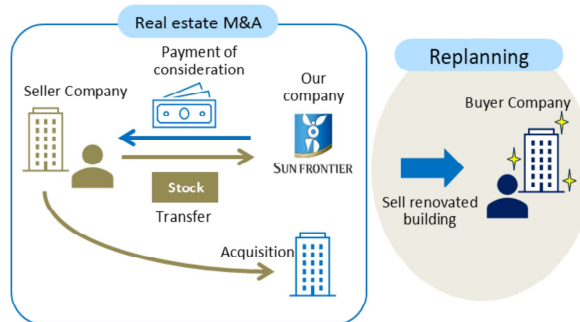 Real estate M&A
Payment of
consideration
Seller Company
Our
company
SUN FRONTIER
Stock
Transfer
Acquisition
Replanning
Buyer Company
Sell renovated
building